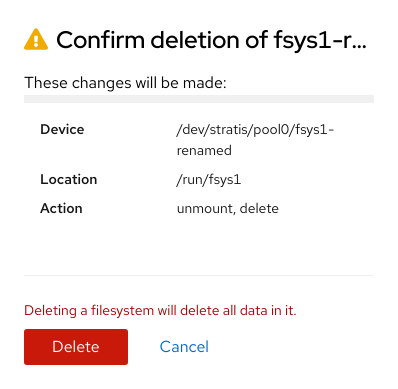 Confirm deletion of fsys1-r...
These changes will be made:
Device /dev/stratis/pool0/fsys1-
renamed
Location /run/fsys1
Action unmount, delete
Deleting a filesystem will delete all data in it.
Delete Cancel